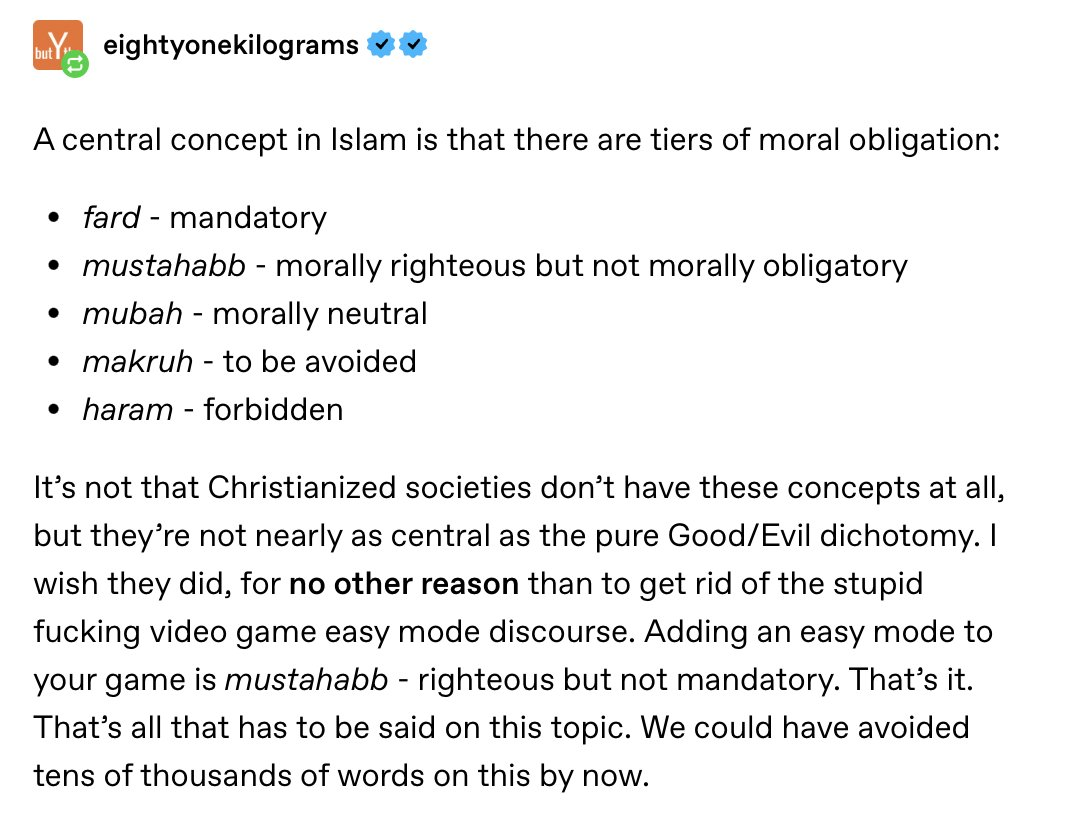 but Y th
eightyonekilograms
A central concept in Islam is that there are tiers of moral obligation:
• fard - mandatory
• mustahabb - morally righteous but not morally obligatory
• mubah - morally neutral
• makruh - to be avoided
• haram - forbidden
It’s not that Christianized societies don’t have these concepts at all,
but they’re not nearly as central as the pure Good/Evil dichotomy. I
wish they did, for no other reason than to get rid of the stupid
fucking video game easy mode discourse. Adding an easy mode to
your game is mustahabb - righteous but not mandatory. That’s it.
That’s all that has to be said on this topic. We could have avoided
tens of thousands of words on this by now.